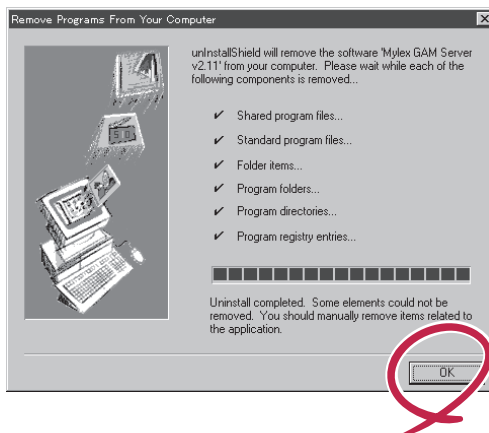 Remove Programs From Your Computer
unInstallShield will remove the software 'Mylex GAM Server
v2.11' from your computer.  Please wait while each of the
following components is removed...
✔ Shared program files...
✔ Standard program files...
✔ Folder items...
✔ Program folders...
✔ Program directories...
✔ Program registry entries...
Uninstall completed.  Some elements could not be
removed.  You should manually remove items related to
the application.
OK